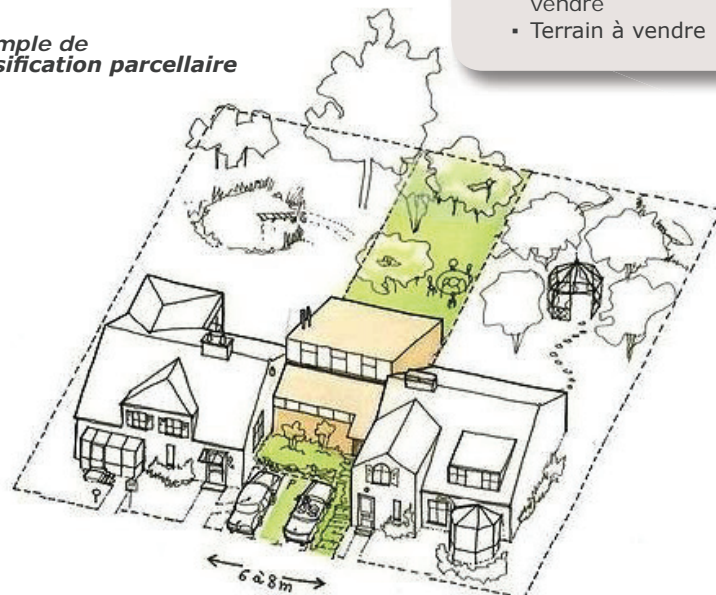 mple de
sification parcellaire
vendre
▪ Terrain à vendre
6 à 8m